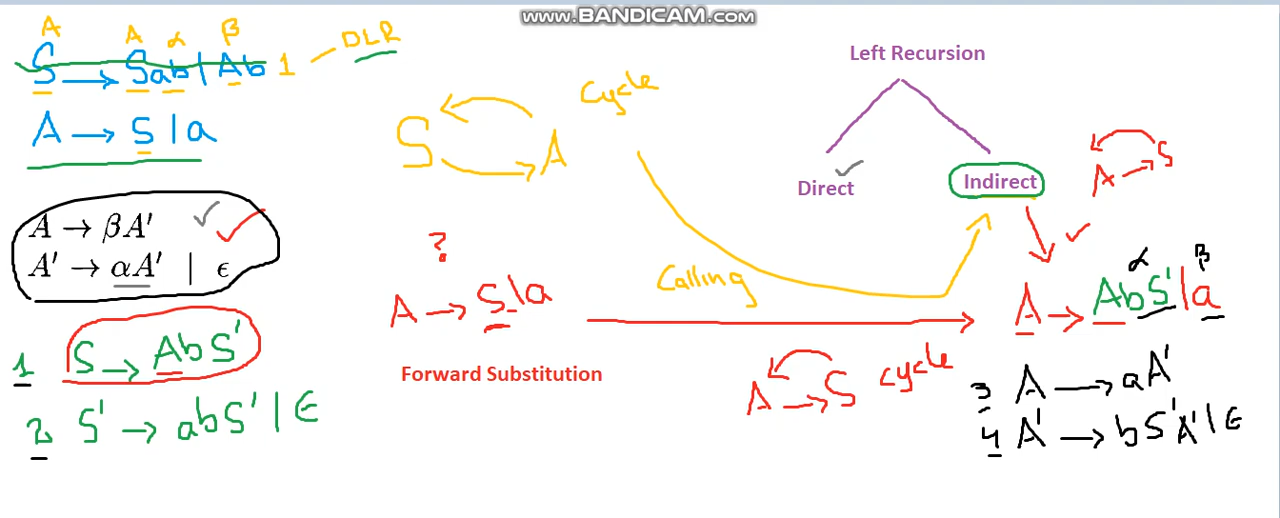 www.BANDICAM.com
A A α β
S → Sab | Ab 1 DLR
A → S | a
A → βA′
A′ → αA′ | ϵ
1 S → AbS'
2 S' → abS' | ∈
S A
Cycle
Calling
?
A → S | a
Forward Substitution
A → S cycle
Left Recursion
Direct
Indirect
A → S
α β
A → AbS' | a
3 A → aA'
4 A' → bS'A' | ∈